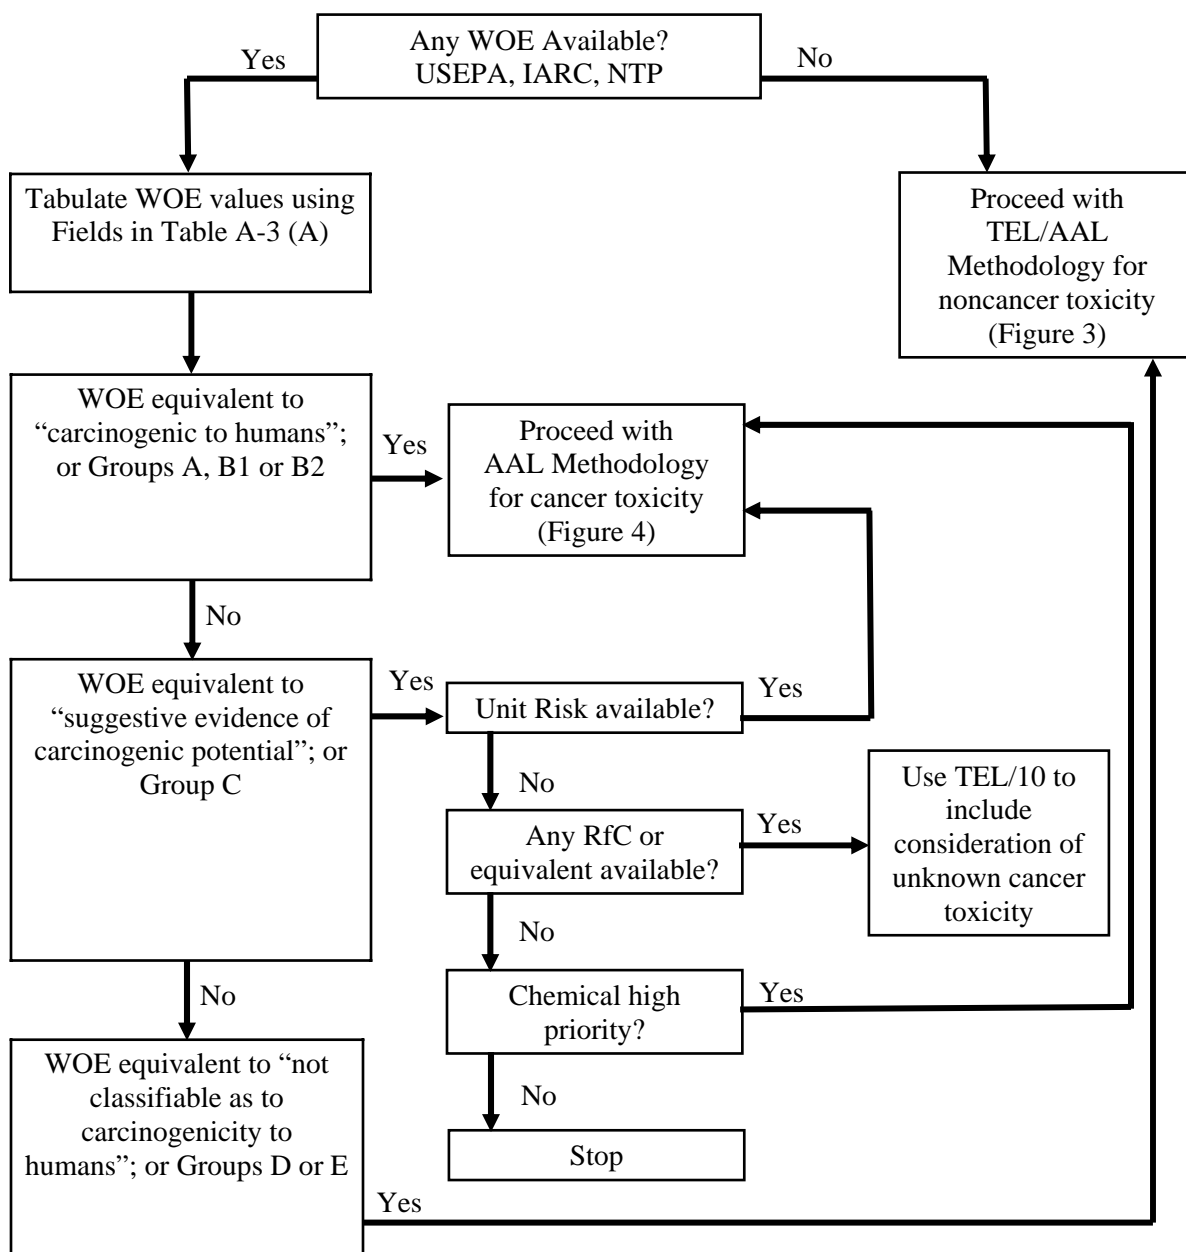 Any WOE Available?
USEPA, IARC, NTP
Yes
No
Tabulate WOE values using
Fields in Table A-3 (A)
Proceed with
TEL/AAL
Methodology for
noncancer toxicity
(Figure 3)
WOE equivalent to
“carcinogenic to humans”;
or Groups A, B1 or B2
Yes
Proceed with
AAL Methodology
for cancer toxicity
(Figure 4)
No
WOE equivalent to
“suggestive evidence of
carcinogenic potential”; or
Group C
Yes
Unit Risk available?
Yes
No
Any RfC or
equivalent available?
Yes
Use TEL/10 to
include
consideration of
unknown cancer
toxicity
No
Chemical high
priority?
Yes
No
Stop
No
WOE equivalent to “not
classifiable as to
carcinogenicity to
humans”; or Groups D or E
Yes